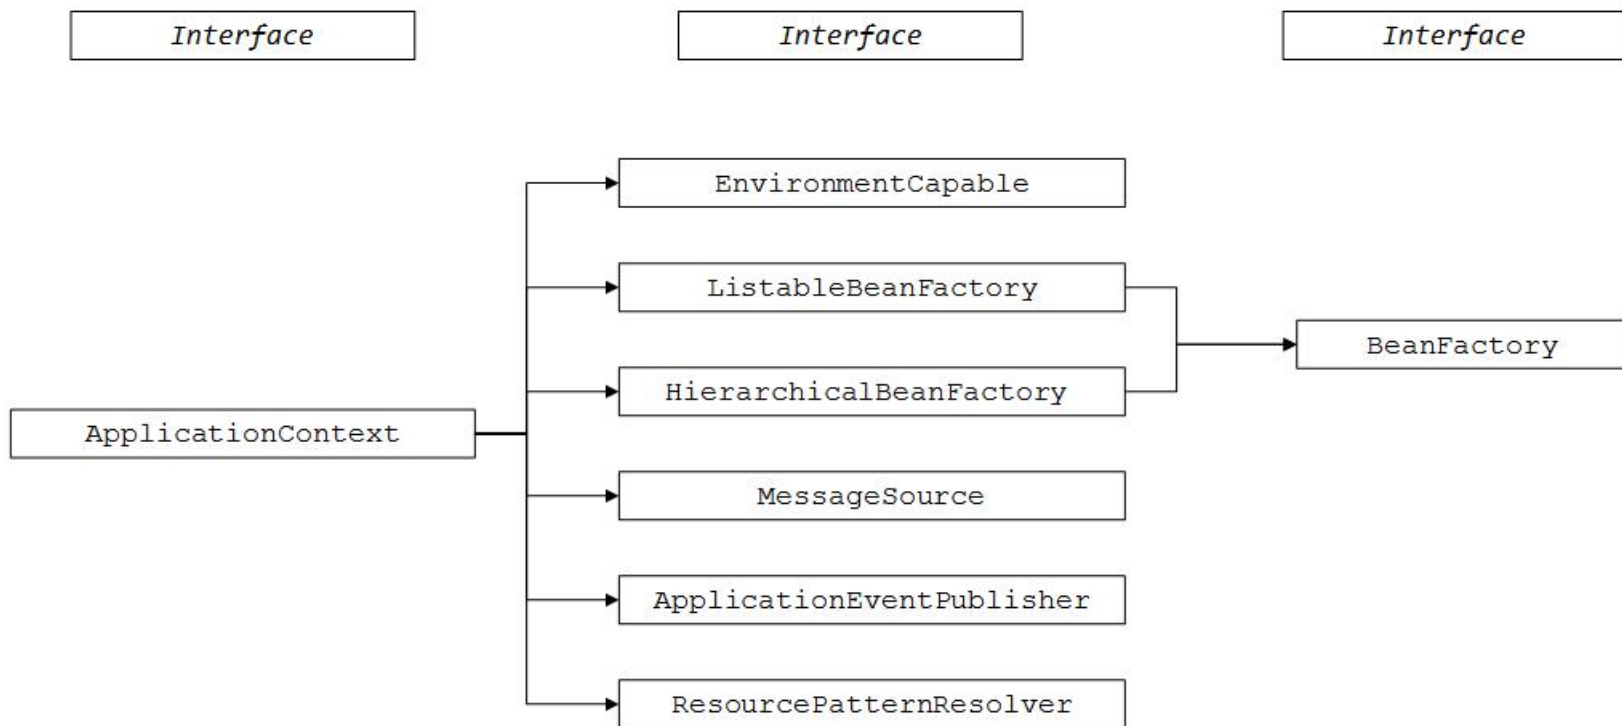 Interface
Interface
Interface
EnvironmentCapable
ListableBeanFactory
BeanFactory
HierarchicalBeanFactory
ApplicationContext
MessageSource
ApplicationEventPublisher
ResourcePatternResolver